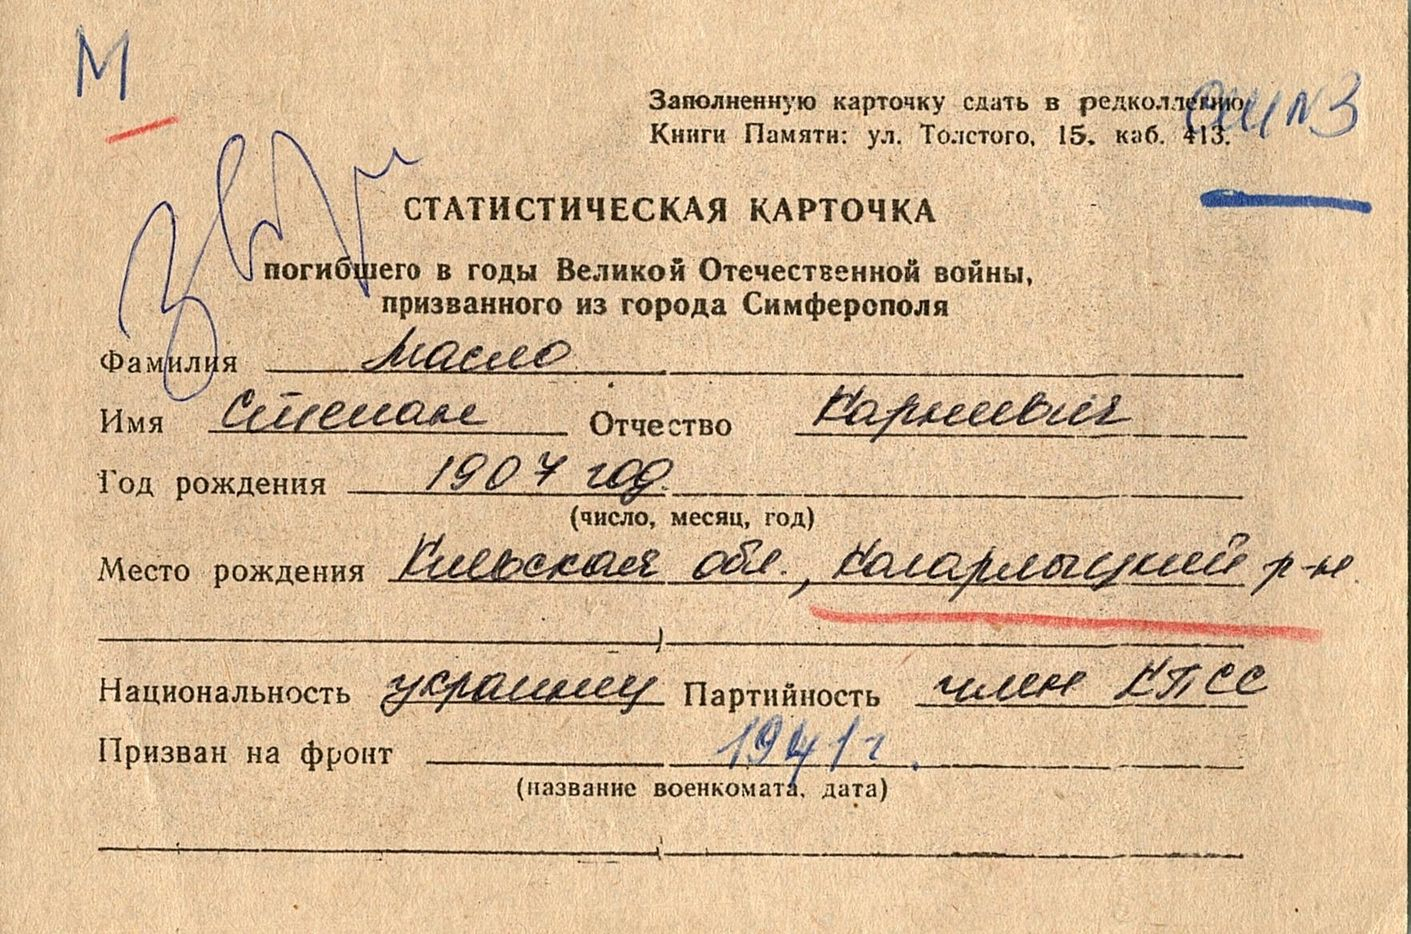 М
Заполненную карточку сдать в редколлегию
Книги Памяти: ул. Толстого, 15. каб. 413.
№3
СТАТИСТИЧЕСКАЯ КАРТОЧКА
погибшего в годы Великой Отечественной войны,
призванного из города Симферополя
Фамилия Масло
Имя Степан Отчество Карпович
Год рождения 1907 год.
(число, месяц, год)
Место рождения Киевская обл., Кагарлыцкий р-н.
Национальность украинец Партийность член КПСС
Призван на фронт 1941 г.
(название военкомата, дата)